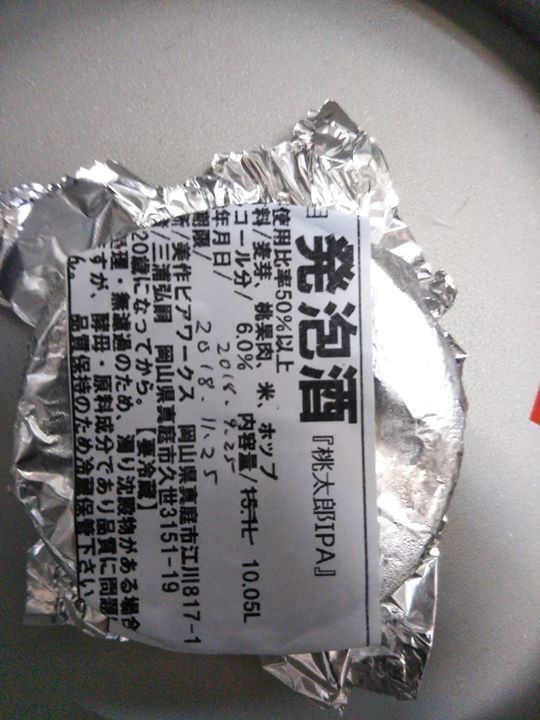 発泡酒『桃太郎IPA』
使用比率50%以上
料/麦芽、桃果肉、米、ホップ
コール分/ 6.0% 内容量/ 10.05L
年月日/ 2018. 9.25
期限/ 2018. 11.25
美作ビアワークス 岡山県真庭市江川817-1
/三浦弘嗣 岡山県真庭市久世3151-19
20歳になってから。【要冷蔵】
処理・無濾過のため、濁り沈殿物がある場合
すが、酵母・原料成分であり品質に問題
ん。 品質保持のため冷蔵保管下さい